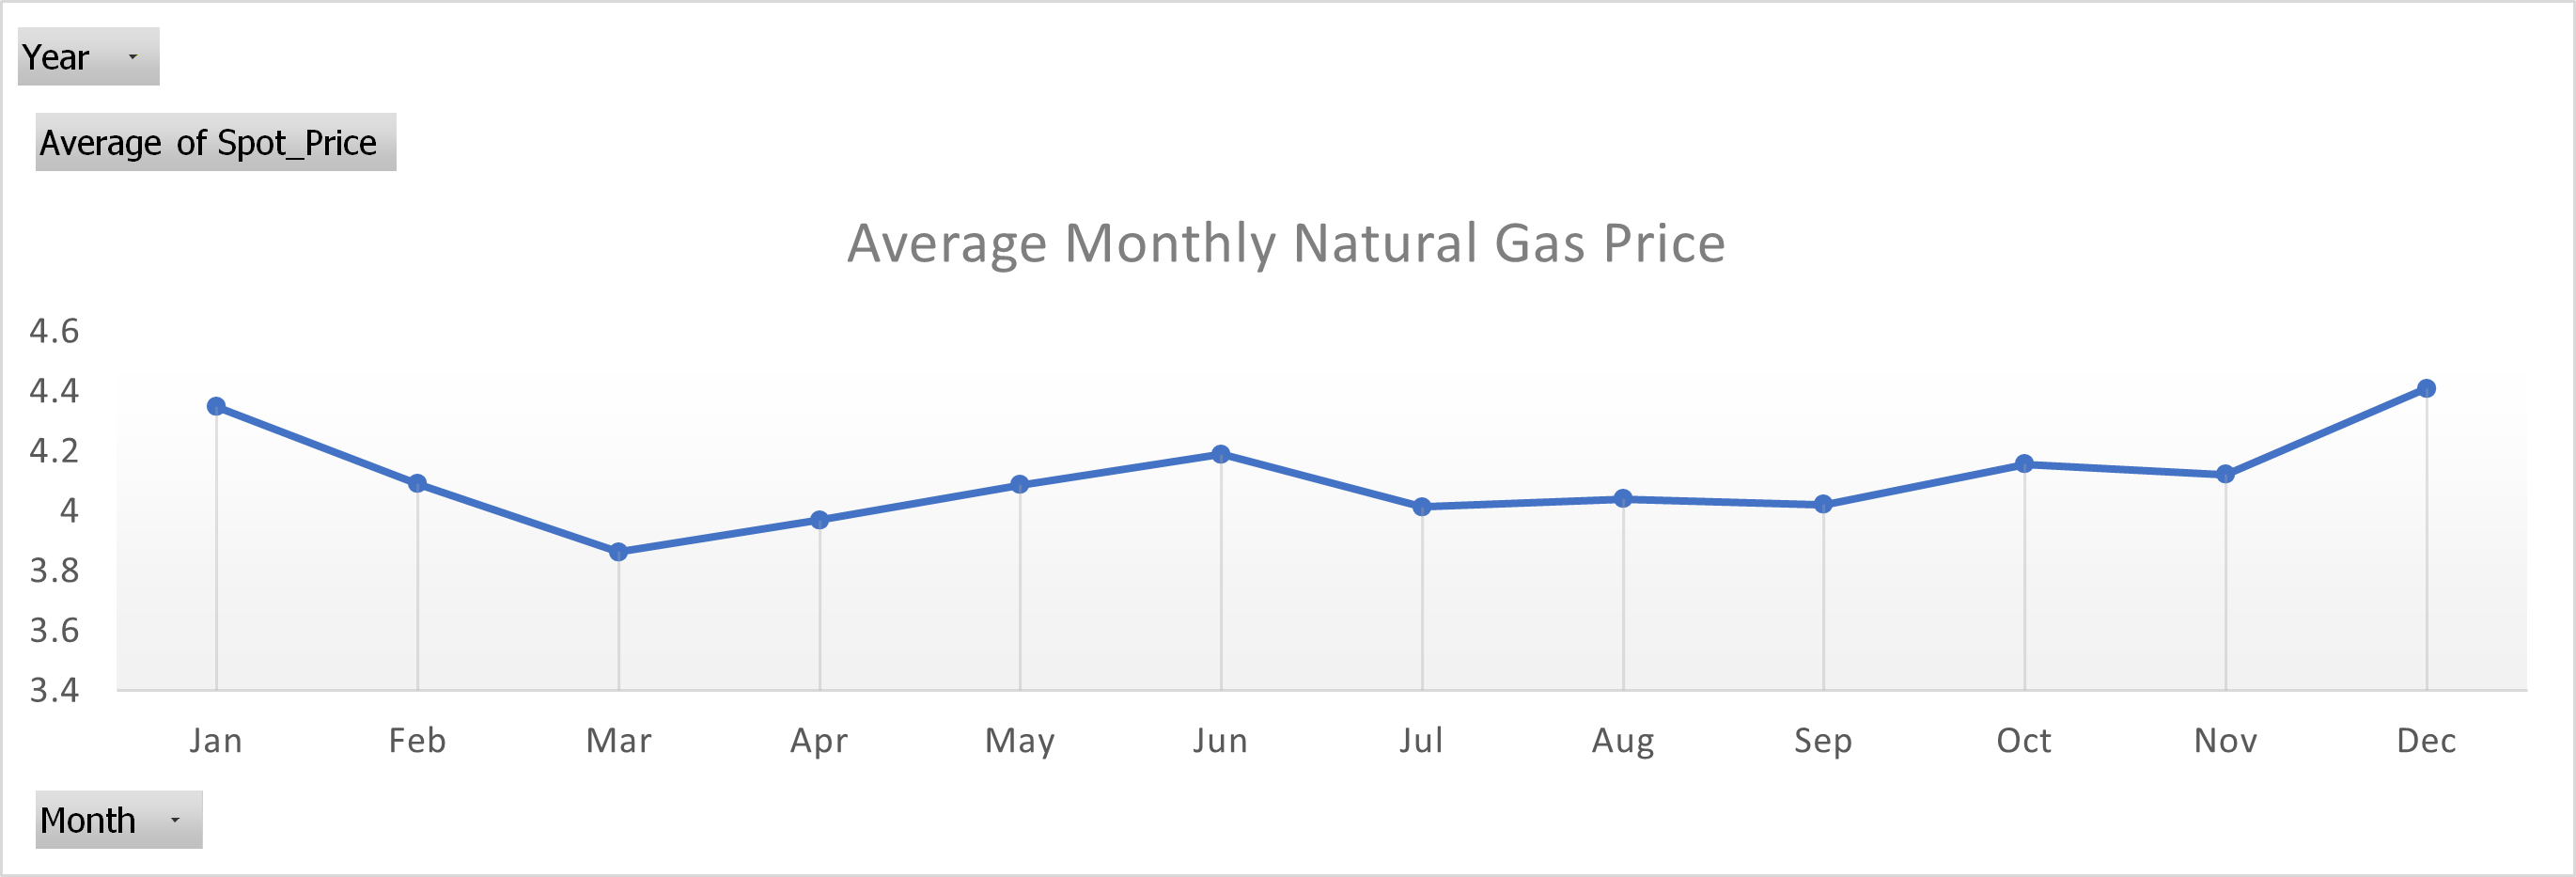 Year
Average of Spot_Price
Average Monthly Natural Gas Price
4.6
4.4
4.2
4
3.8
3.6
3.4
Jan Feb Mar Apr May Jun Jul Aug Sep Oct Nov Dec
Month